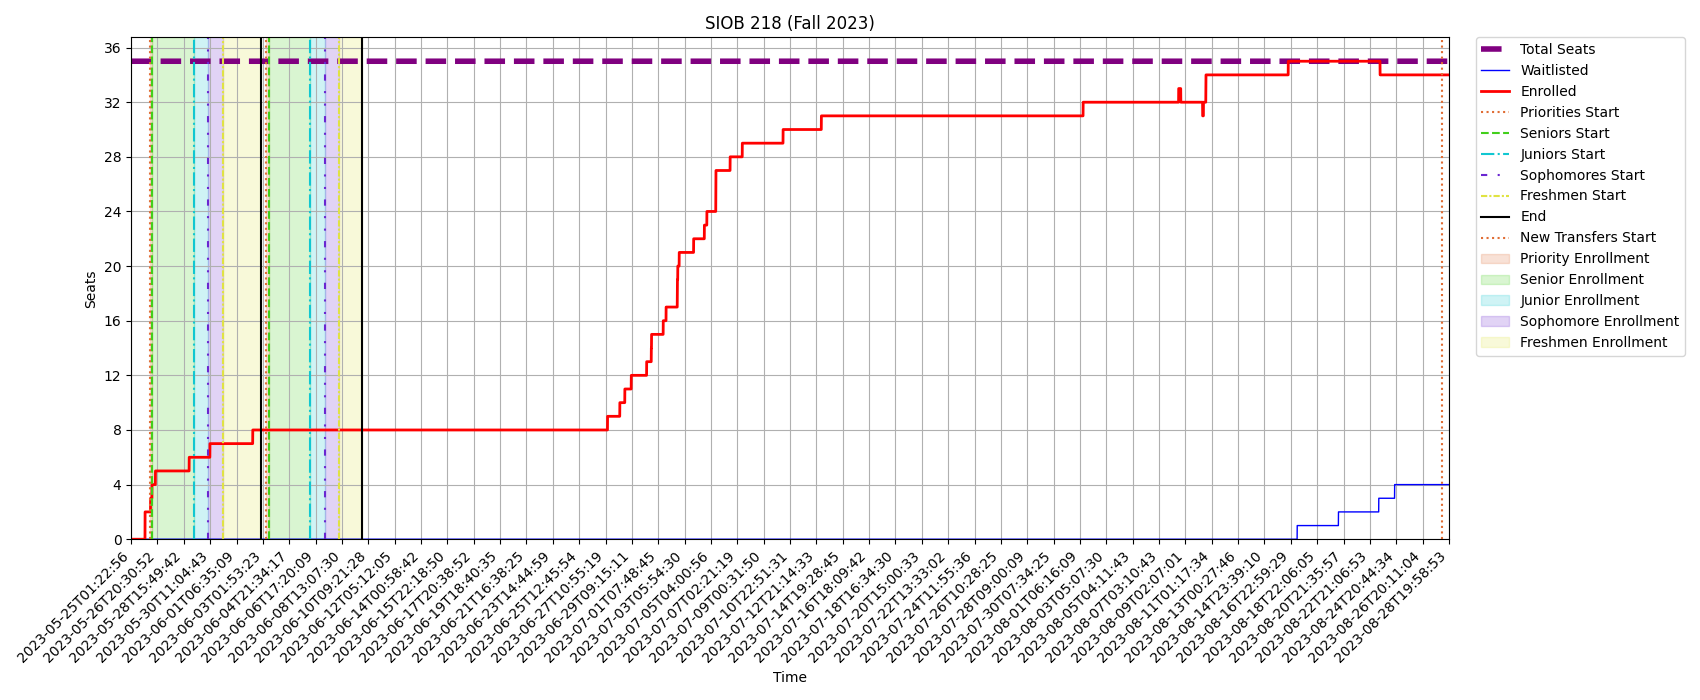 SIOB 218 (Fall 2023)
36
32
28
24
20
16
12
8
4
0
Seats
2023-05-25T01:22:56
2023-05-26T20:30:52
2023-05-28T15:49:42
2023-05-30T11:04:43
2023-06-01T06:35:09
2023-06-03T01:53:23
2023-06-04T21:34:17
2023-06-06T17:20:09
2023-06-08T13:07:30
2023-06-10T09:21:28
2023-06-12T05:12:05
2023-06-14T00:58:42
2023-06-15T22:18:50
2023-06-17T20:38:52
2023-06-19T18:40:35
2023-06-21T16:38:25
2023-06-23T14:44:59
2023-06-25T12:45:54
2023-06-27T10:55:19
2023-06-29T09:15:11
2023-07-01T07:48:45
2023-07-03T05:54:30
2023-07-05T04:00:56
2023-07-07T02:21:19
2023-07-09T00:31:50
2023-07-10T22:51:31
2023-07-12T21:14:33
2023-07-14T19:28:45
2023-07-16T18:09:42
2023-07-18T16:34:30
2023-07-20T15:00:33
2023-07-22T13:33:02
2023-07-24T11:55:36
2023-07-26T10:28:25
2023-07-28T09:00:09
2023-07-30T07:34:25
2023-08-01T06:16:09
2023-08-03T05:07:30
2023-08-05T04:11:43
2023-08-07T03:10:43
2023-08-09T02:07:01
2023-08-11T01:17:34
2023-08-13T00:27:46
2023-08-14T23:39:10
2023-08-16T22:59:29
2023-08-18T22:06:05
2023-08-20T21:35:57
2023-08-22T21:06:53
2023-08-24T20:44:34
2023-08-26T20:11:04
2023-08-28T19:58:53
Time
Total Seats
Waitlisted
Enrolled
Priorities Start
Seniors Start
Juniors Start
Sophomores Start
Freshmen Start
End
New Transfers Start
Priority Enrollment
Senior Enrollment
Junior Enrollment
Sophomore Enrollment
Freshmen Enrollment